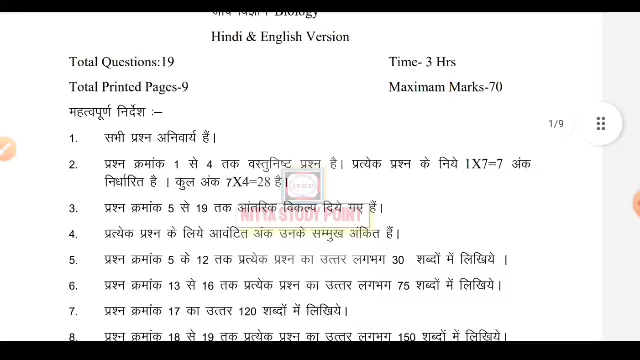 जीव विज्ञान Biology
Hindi & English Version
Total Questions:19 Time- 3 Hrs
Total Printed Pages-9 Maximam Marks-70
महत्वपूर्ण निर्देश :–
1/9
1. सभी प्रश्न अनिवार्य हैं।
2. प्रश्न क्रमांक 1 से 4 तक वस्तुनिष्ट प्रश्न है। प्रत्येक प्रश्न के निये 1X7=7 अंक
निर्धारित है । कुल अंक 7X4=28 है।
3. प्रश्न क्रमांक 5 से 19 तक आंतरिक विकल्प दिये गए हैं।
NITYA STUDY POINT
4. प्रत्येक प्रश्न के लिये आवंटित अंक उनके सम्मुख अंकित हैं।
5. प्रश्न क्रमांक 5 के 12 तक प्रत्येक प्रश्न का उत्तर लगभग 30 शब्दों में लिखिये ।
6. प्रश्न क्रमांक 13 से 16 तक प्रत्येक प्रश्न का उत्तर लगभग 75 शब्दों में लिखिये।
7. प्रश्न क्रमांक 17 का उत्तर 120 शब्दों में लिखिये।
8. प्रश्न क्रमांक 18 से 19 तक प्रत्येक प्रश्न का उत्तर लगभग 150 शब्दों में लिखिये।